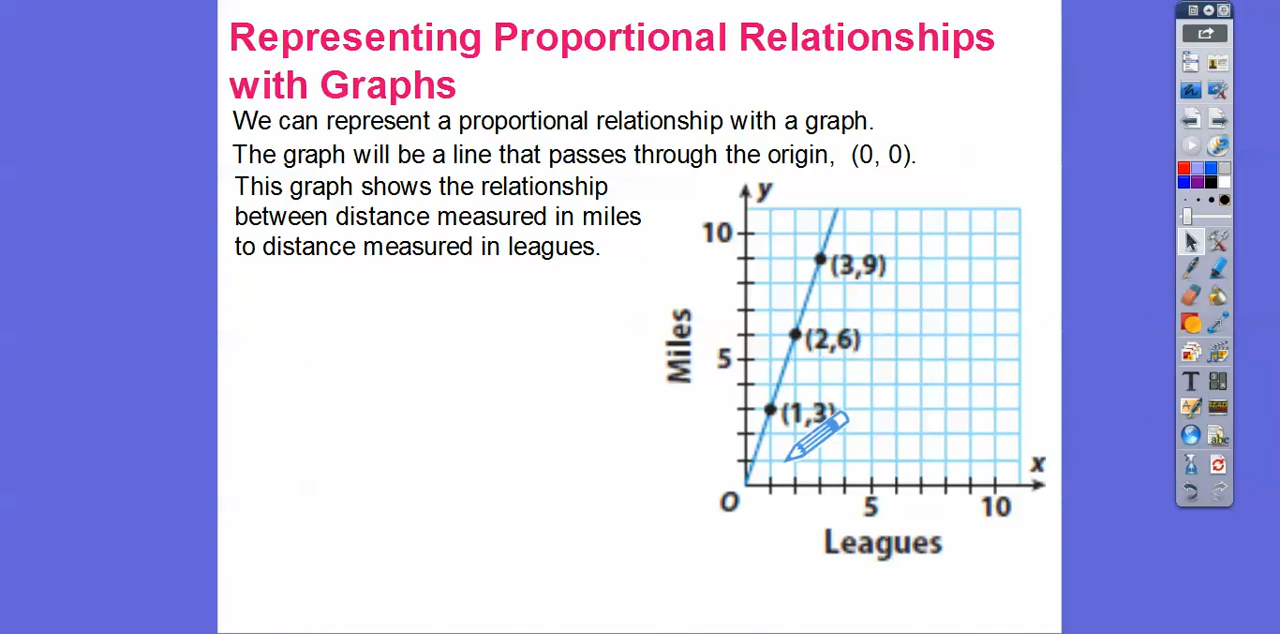 Representing Proportional Relationships
with Graphs
We can represent a proportional relationship with a graph.
The graph will be a line that passes through the origin, (0, 0).
This graph shows the relationship
between distance measured in miles
to distance measured in leagues.
y
10
(3,9)
Miles
(2,6)
5
(1,3)
x
O
5
10
Leagues
T
abc